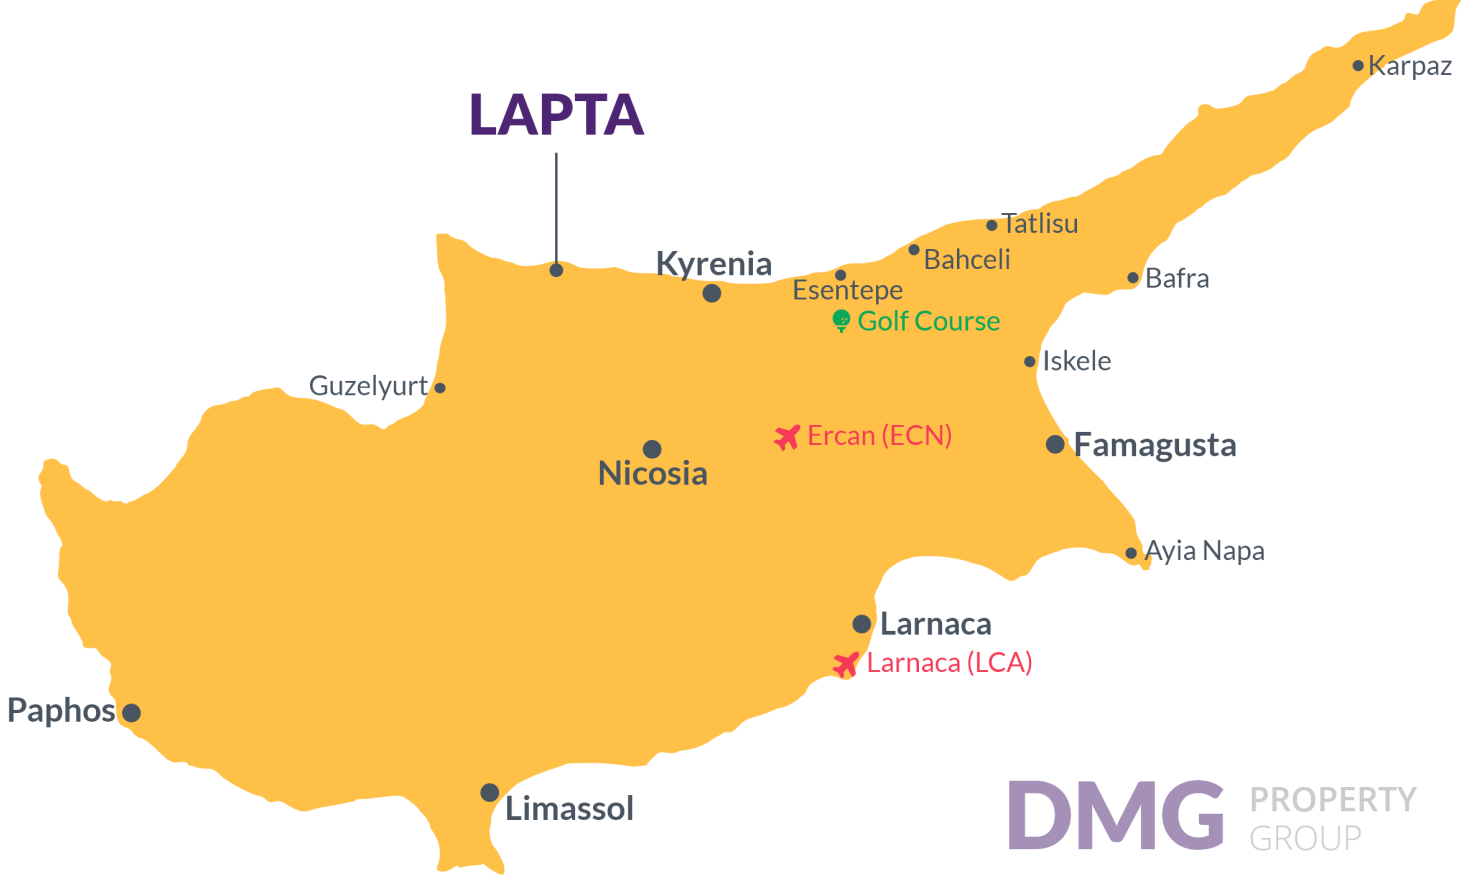 Karpaz
LAPTA
Tatlisu
Kyrenia
Bahceli
Bafra
Esentepe
Golf Course
Iskele
Guzelyurt
Ercan (ECN)
Famagusta
Nicosia
Ayia Napa
Larnaca
Larnaca (LCA)
Paphos
Limassol
DMG PROPERTY
GROUP